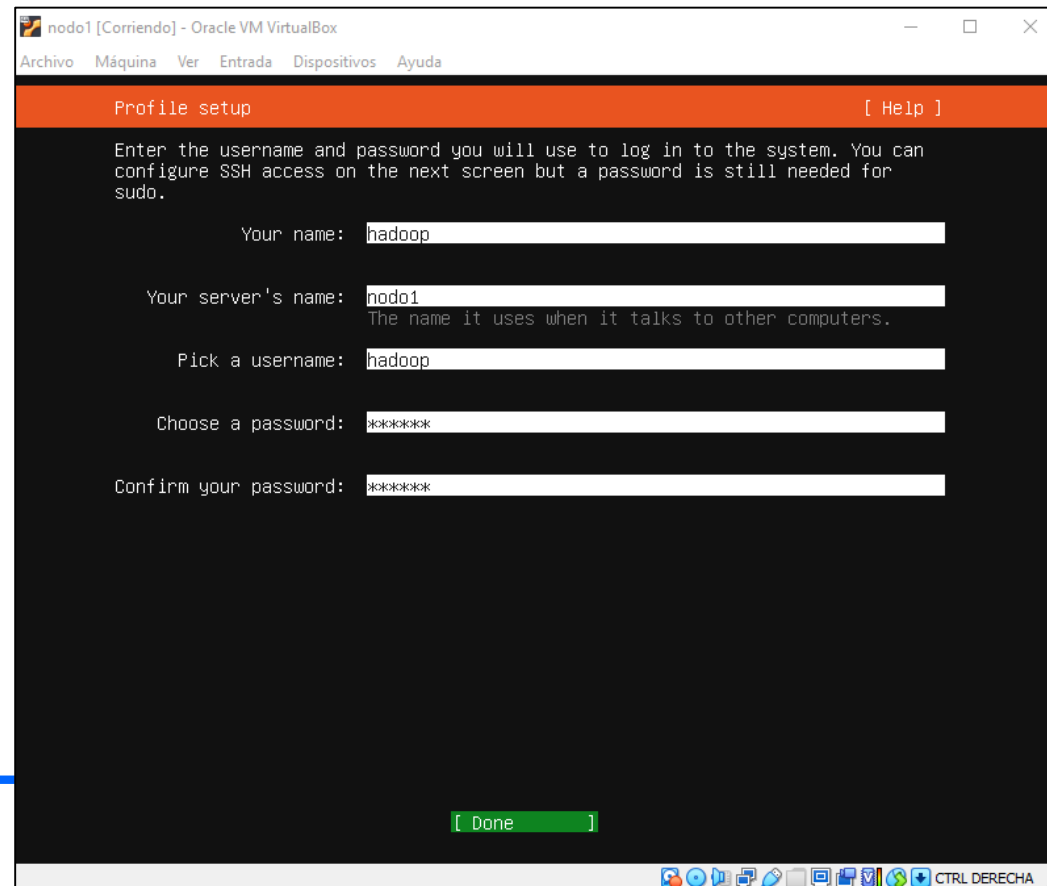 nodo1 [Corriendo] - Oracle VM VirtualBox
Archivo Máquina Ver Entrada Dispositivos Ayuda
Profile setup [ Help ]
Enter the username and password you will use to log in to the system. You can
configure SSH access on the next screen but a password is still needed for
sudo.
Your name: hadoop
Your server's name: nodo1
The name it uses when it talks to other computers.
Pick a username: hadoop
Choose a password: ******
Confirm your password: ******
[ Done ]
CTRL DERECHA